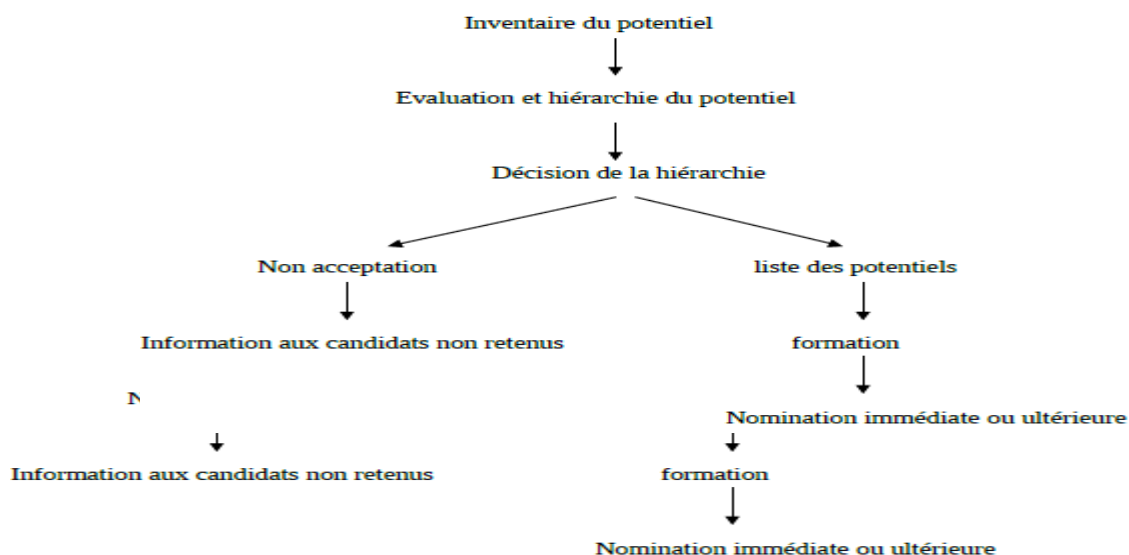 Inventaire du potentiel
Evaluation et hiérarchie du potentiel
Décision de la hiérarchie
Non acceptation
liste des potentiels
Information aux candidats non retenus
formation
Nomination immédiate ou ultérieure
Information aux candidats non retenus
formation
Nomination immédiate ou ultérieure